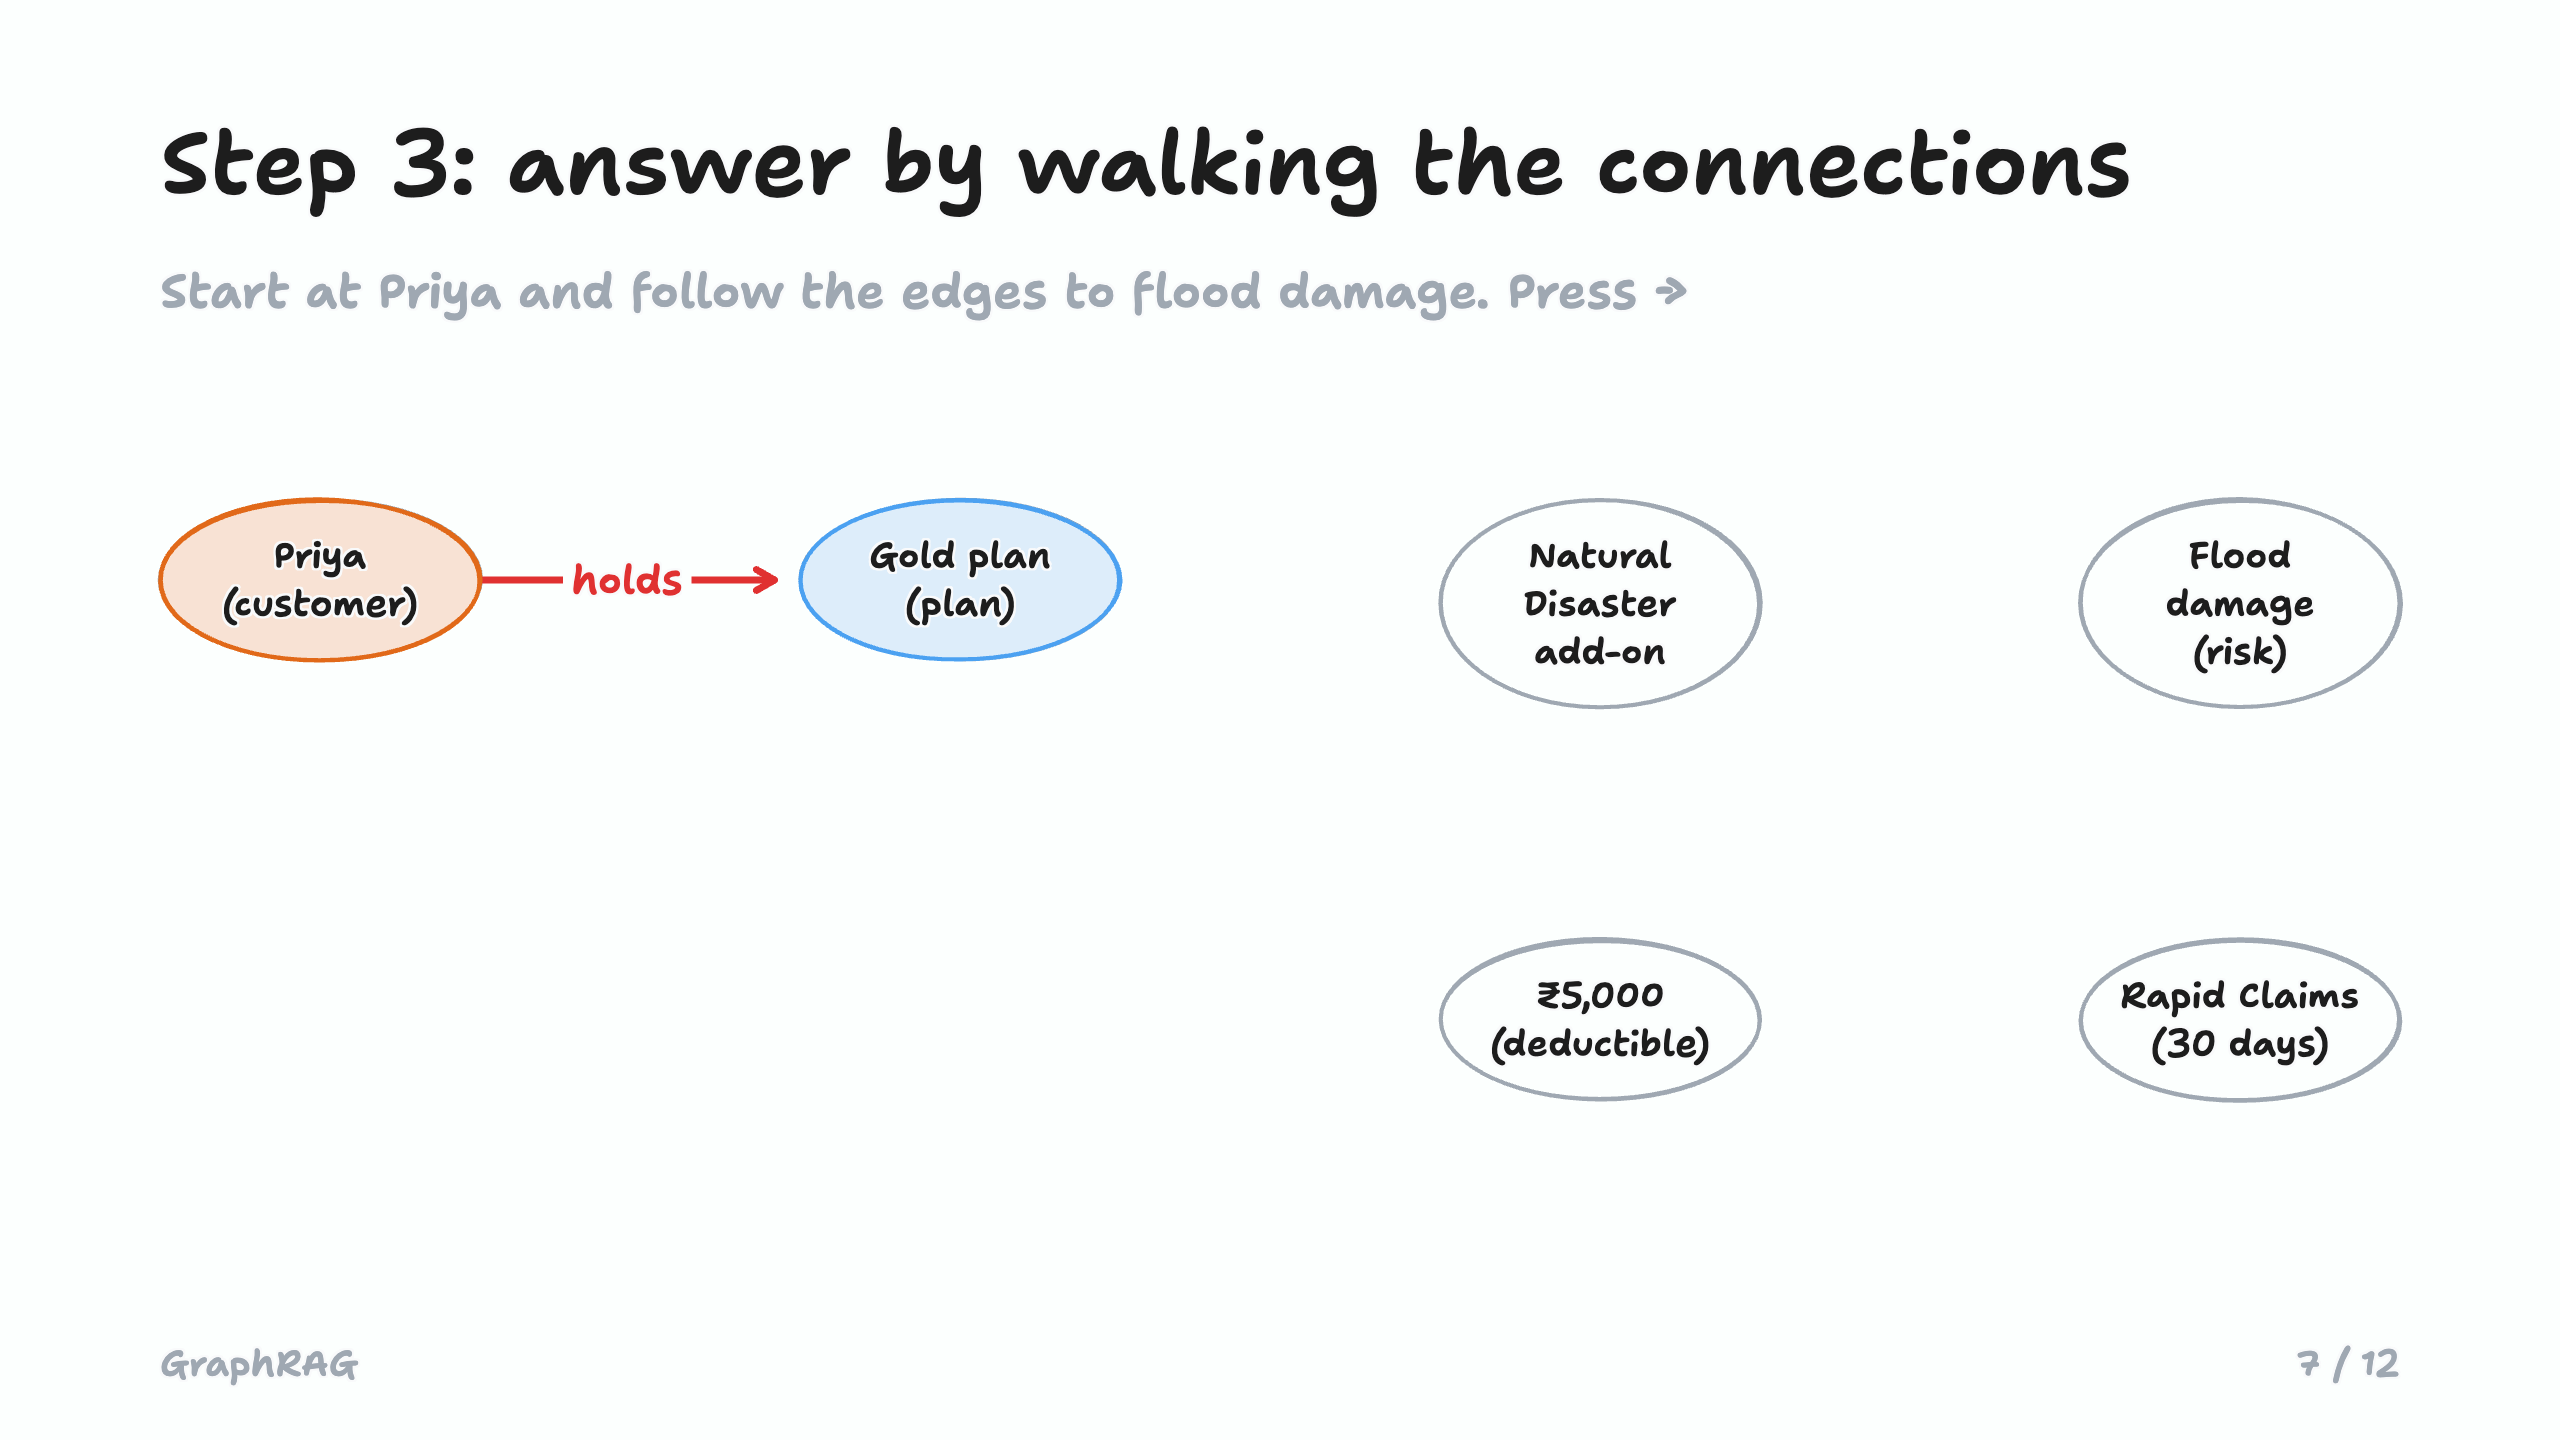 Step 3: answer by walking the connections
Start at Priya and follow the edges to flood damage. Press →
Priya
(customer)
holds
Gold plan
(plan)
Natural
Disaster
add-on
Flood
damage
(risk)
₹5,000
(deductible)
Rapid Claims
(30 days)
GraphRAG
7 / 12